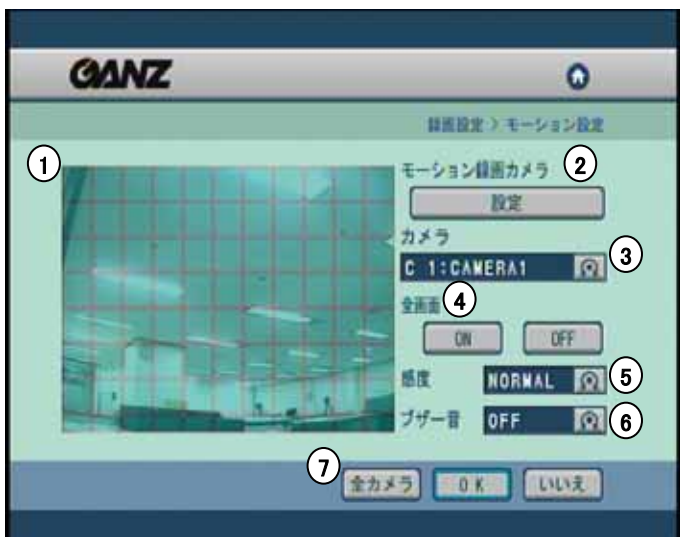 GANZ
録画設定 > モーション設定
1
モーション録画カメラ 2
設定
カメラ
C 1:CAMERA1 3
全画面 4
ON OFF
感度 NORMAL 5
ブザー音 OFF 6
7 全カメラ OK いいえ